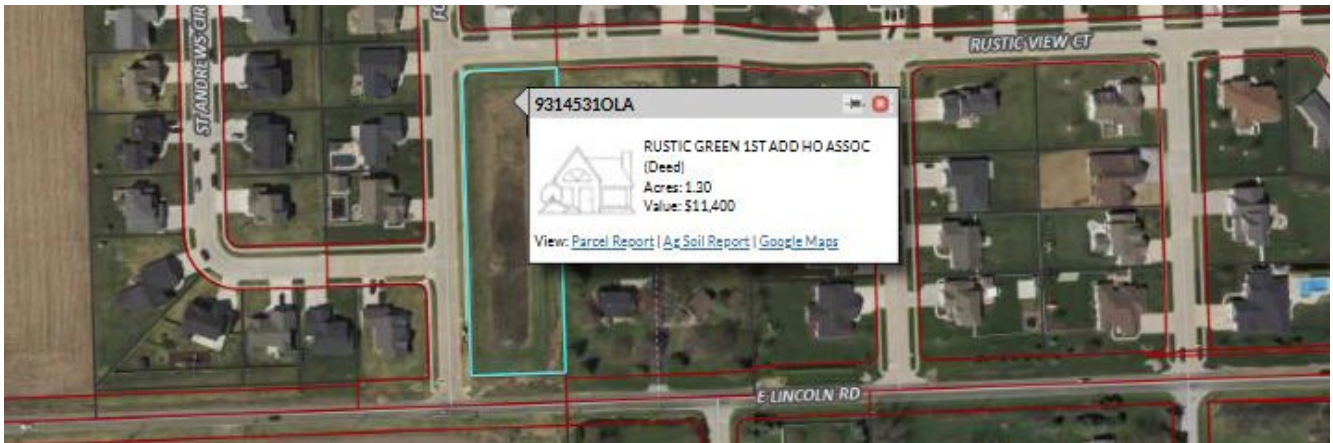 ST ANDREWS CIR
FO
RUSTIC VIEW CT
9314531OLA
RUSTIC GREEN 1ST ADD HO ASSOC
(Deed)
Acres: 1.30
Value: $11,400
View: Parcel Report | Ag Soil Report | Google Maps
E LINCOLN RD